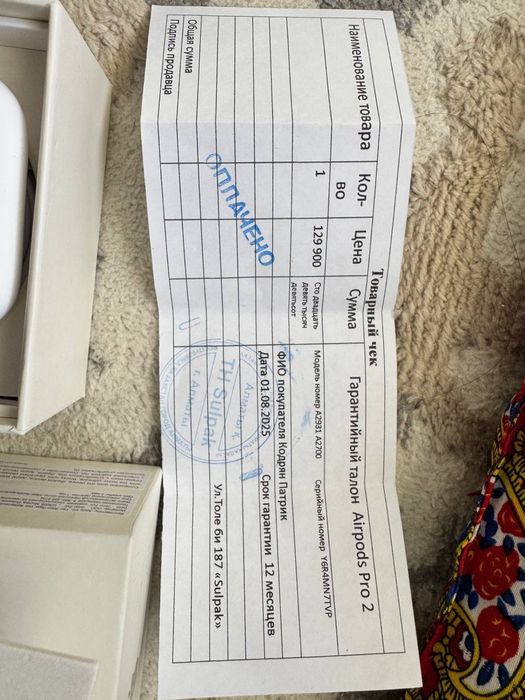 Товарный чек
Наименование товара
Кол-во
Цена
Сумма
Гарантийный талон Airpods Pro 2
1
129 900
Сто двадцать
девять тысяч
девятьсот
Модель номер A2931 A2700
Серийный номер Y6R4MN7TVP
ФИО покупателя Кодрян Патрик
Дата 01.08.2025 Срок гарантии 12 месяцев
ОПЛАЧЕНО
ТН Sulpak
г.Алматы
Ул.Толе би 187 «Sulpak»
Общая сумма
Подпись продавца